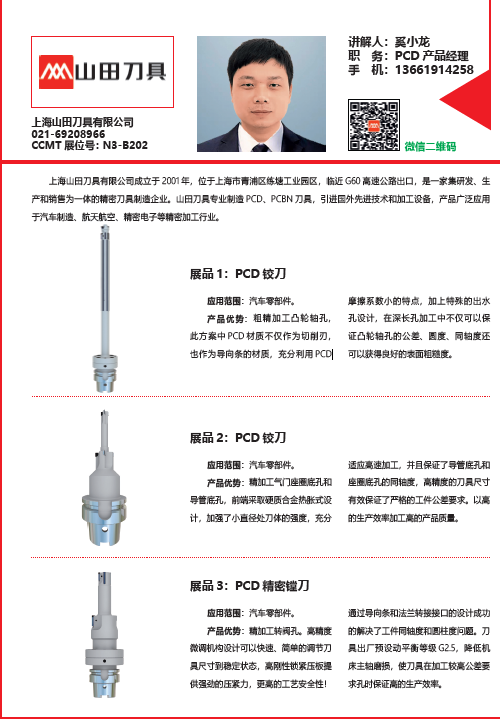 山田刀具
讲解人：奚小龙
职　务：PCD 产品经理
手　机：13661914258
上海山田刀具有限公司
021-69208966
CCMT 展位号：N3-B202
微信二维码
上海山田刀具有限公司成立于 2001 年，位于上海市青浦区练塘工业园区，临近 G60 高速公路出口，是一家集研发、生
产和销售为一体的精密刀具制造企业。山田刀具专业制造 PCD、PCBN 刀具，引进国外先进技术和加工设备，产品广泛应用
于汽车制造、航天航空、精密电子等精密加工行业。
展品 1：PCD 铰刀
应用范围：汽车零部件。
产品优势：粗精加工凸轮轴孔，
此方案中 PCD 材质不仅作为切削刃，
也作为导向条的材质，充分利用 PCD
摩擦系数小的特点，加上特殊的出水
孔设计，在深长孔加工中不仅可以保
证凸轮轴孔的公差、圆度、同轴度还
可以获得良好的表面粗糙度。
展品 2：PCD 铰刀
应用范围：汽车零部件。
产品优势：精加工气门座圈底孔和
导管底孔，前端采取硬质合金热胀式设
计，加强了小直径处刀体的强度，充分
适应高速加工，并且保证了导管底孔和
座圈底孔的同轴度，高精度的刀具尺寸
有效保证了严格的工件公差要求。以高
的生产效率加工高的产品质量。
展品 3：PCD 精密镗刀
应用范围：汽车零部件。
产品优势：精加工转阀孔。高精度
微调机构设计可以快速、简单的调节刀
具尺寸到稳定状态，高刚性锁紧压板提
供强劲的压紧力，更高的工艺安全性！
通过导向条和法兰转接接口的设计成功
的解决了工件同轴度和圆柱度问题。刀
具出厂预设动平衡等级 G2.5，降低机
床主轴磨损，使刀具在加工较高公差要
求孔时保证高的生产效率。